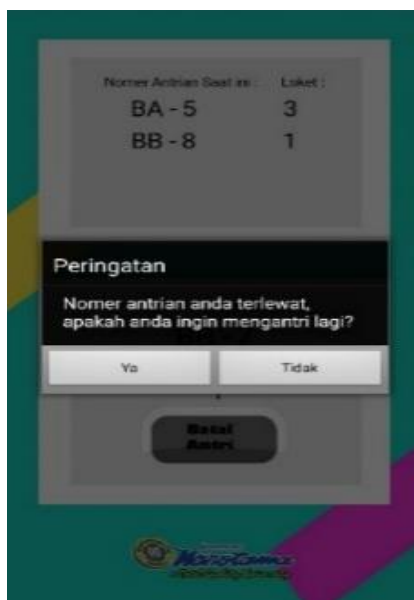 Nomer Antrian Saat ini : Loket :
BA - 5 3
BB - 8 1
Peringatan
Nomer antrian anda terlewat,
apakah anda ingin mengantri lagi?
Ya Tidak
Batal
Antri
Narotama